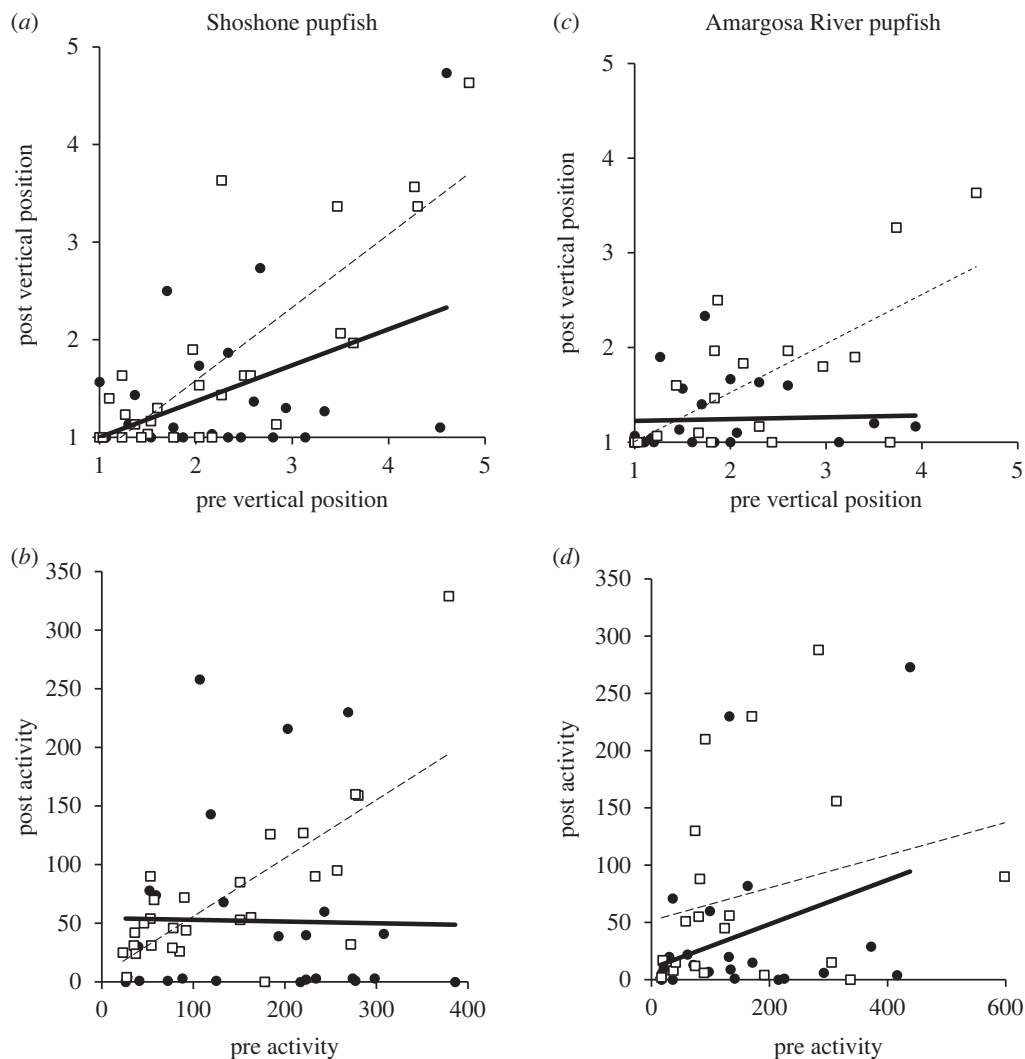 (a) Shoshone pupfish
5
4
3
2
1
post vertical position
1 2 3 4 5
pre vertical position
(c) Amargosa River pupfish
5
4
3
2
1
post vertical position
1 2 3 4 5
pre vertical position
(b)
350
300
250
200
150
100
50
0
post activity
0 100 200 300 400
pre activity
(d)
350
300
250
200
150
100
50
0
post activity
0 200 400 600
pre activity